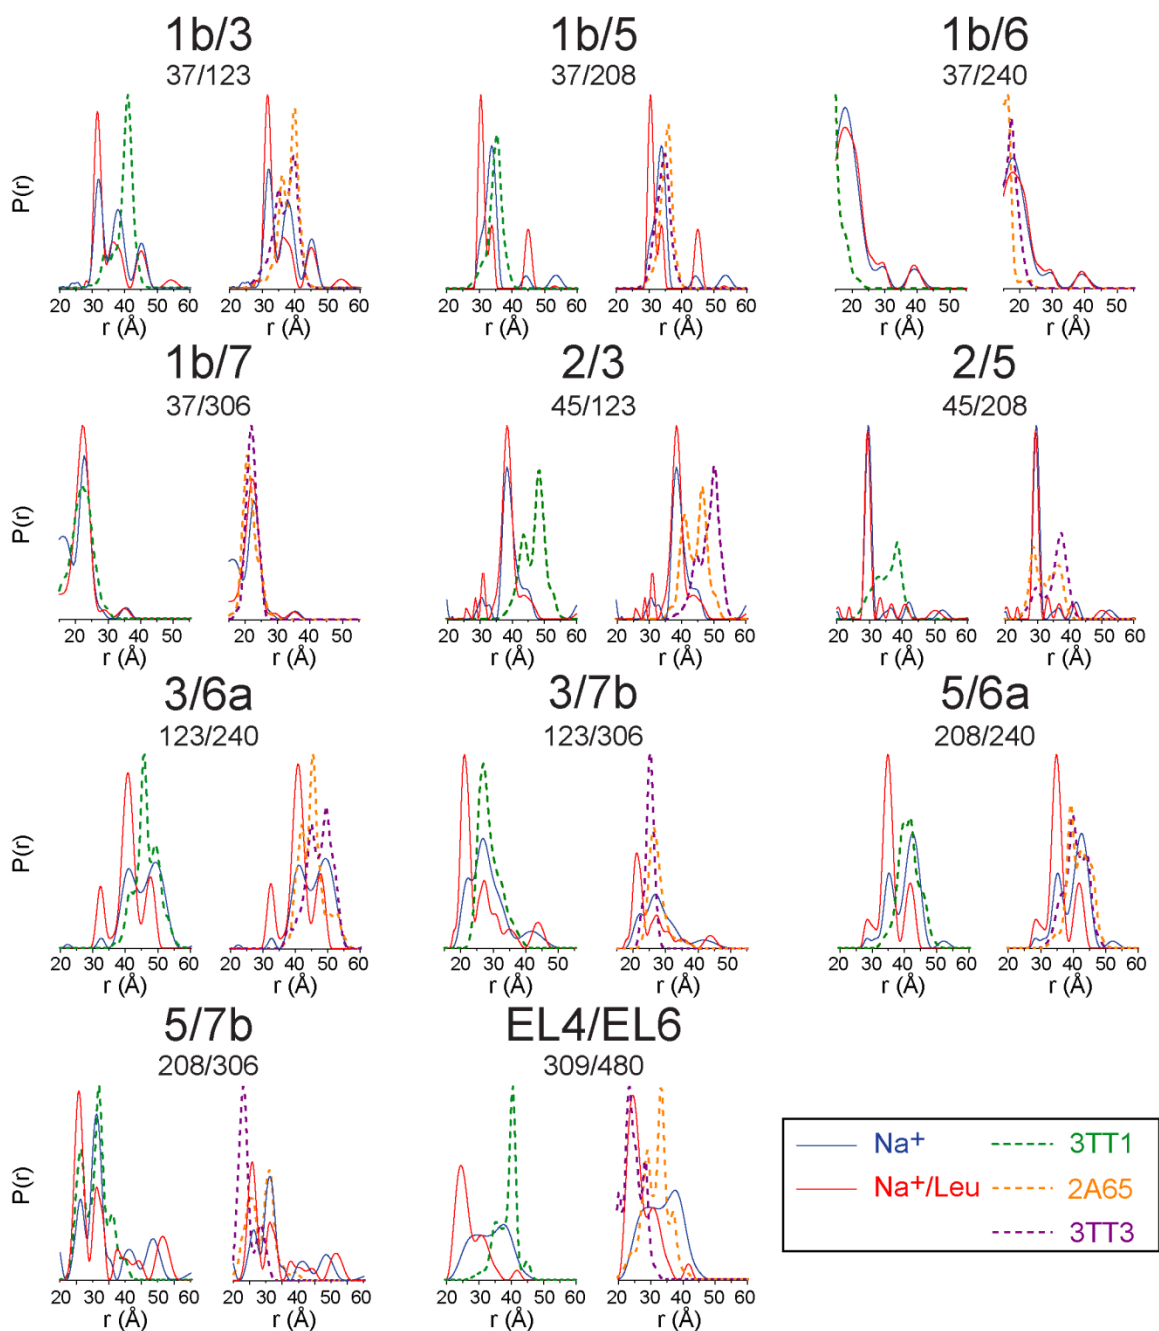 1b/3
37/123
1b/5
37/208
1b/6
37/240
P(r)
20 30 40 50 60
20 30 40 50 60
20 30 40 50 60
20 30 40 50 60
20 30 40 50
20 30 40 50
r (Å)
r (Å)
r (Å)
r (Å)
r (Å)
r (Å)
1b/7
37/306
2/3
45/123
2/5
45/208
P(r)
20 30 40 50
20 30 40 50
20 30 40 50 60
20 30 40 50 60
20 30 40 50 60
20 30 40 50 60
r (Å)
r (Å)
r (Å)
r (Å)
r (Å)
r (Å)
3/6a
123/240
3/7b
123/306
5/6a
208/240
P(r)
20 30 40 50 60
20 30 40 50 60
20 30 40 50
20 30 40 50
20 30 40 50 60
20 30 40 50 60
r (Å)
r (Å)
r (Å)
r (Å)
r (Å)
r (Å)
5/7b
208/306
EL4/EL6
309/480
P(r)
20 30 40 50 60
20 30 40 50 60
20 30 40 50 60
20 30 40 50 60
r (Å)
r (Å)
r (Å)
r (Å)
Na⁺
3TT1
Na⁺/Leu
2A65
3TT3